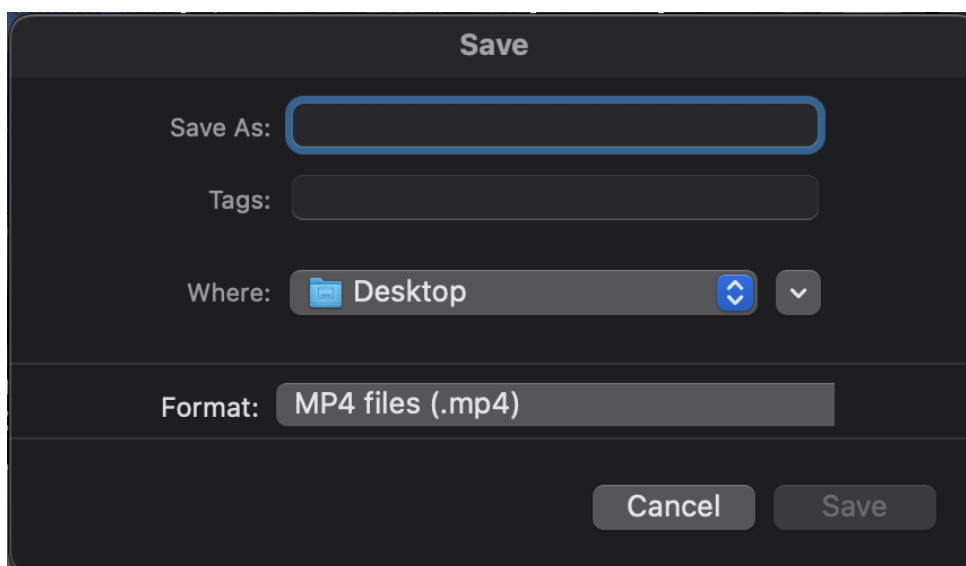 Save
Save As:
Tags:
Where: Desktop
Format: MP4 files (.mp4)
Cancel Save